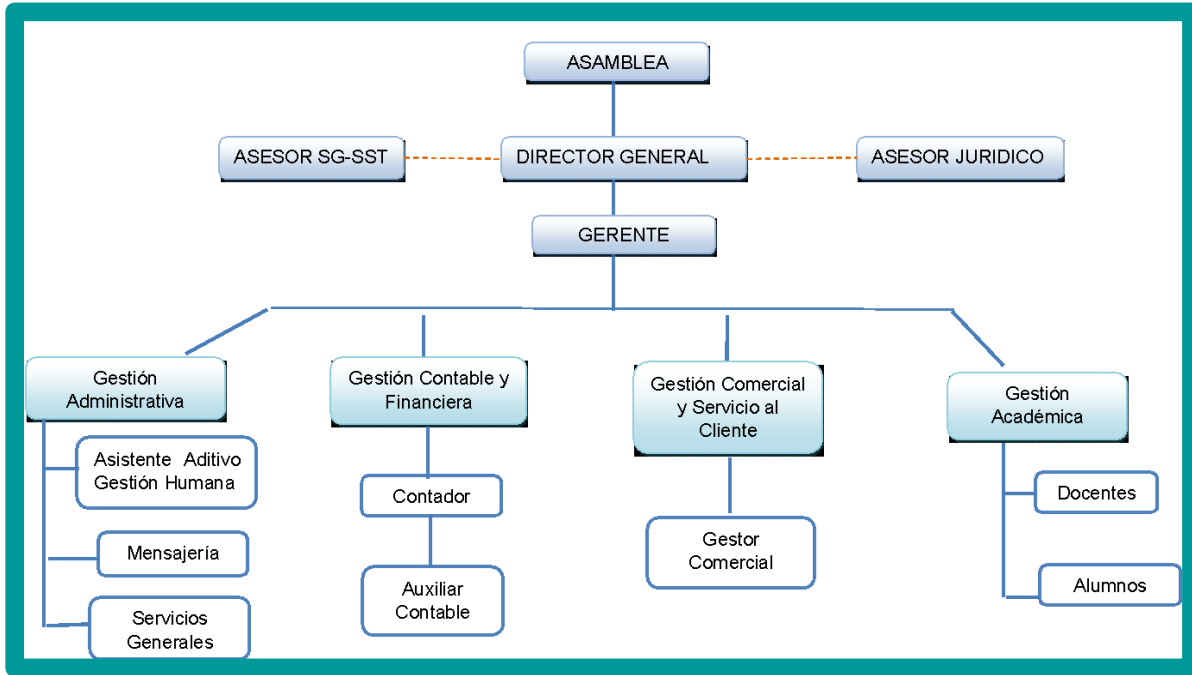 ASAMBLEA
ASESOR SG-SST
DIRECTOR GENERAL
ASESOR JURIDICO
GERENTE
Gestión
Administrativa
Asistente Aditivo
Gestión Humana
Mensajería
Servicios
Generales
Gestión Contable y
Financiera
Contador
Auxiliar
Contable
Gestión Comercial
y Servicio al
Cliente
Gestor
Comercial
Gestión
Académica
Docentes
Alumnos